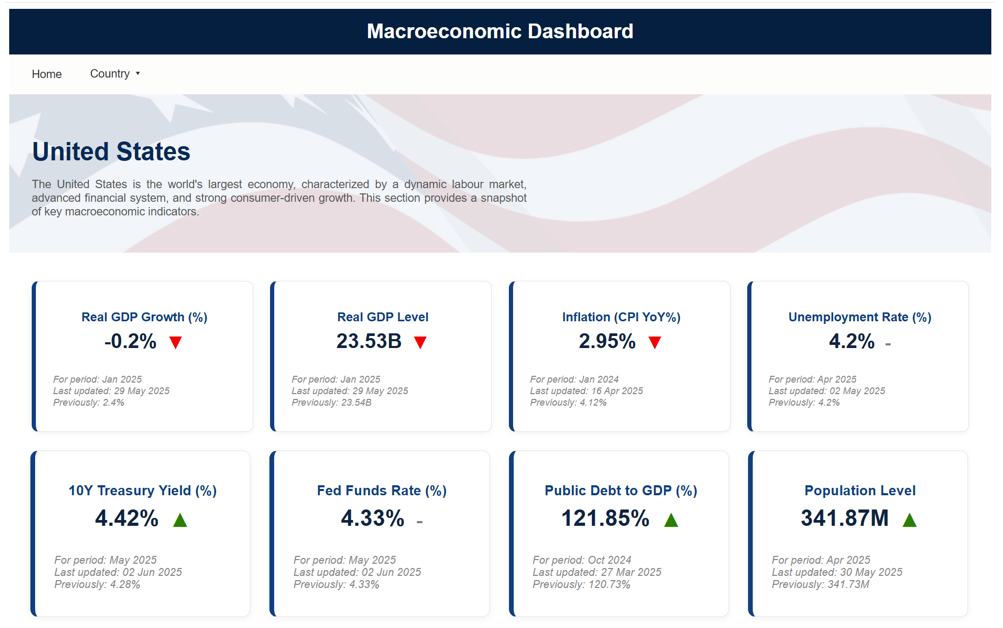 Macroeconomic Dashboard
Home Country ▾
United States
The United States is the world's largest economy, characterized by a dynamic labour market,
advanced financial system, and strong consumer-driven growth. This section provides a snapshot
of key macroeconomic indicators.
Real GDP Growth (%)
-0.2% ▼
For period: Jan 2025
Last updated: 29 May 2025
Previously: 2.4%
Real GDP Level
23.53B ▼
For period: Jan 2025
Last updated: 29 May 2025
Previously: 23.54B
Inflation (CPI YoY%)
2.95% ▼
For period: Jan 2024
Last updated: 16 Apr 2025
Previously: 4.12%
Unemployment Rate (%)
4.2% -
For period: Apr 2025
Last updated: 02 May 2025
Previously: 4.2%
10Y Treasury Yield (%)
4.42% ▲
For period: May 2025
Last updated: 02 Jun 2025
Previously: 4.28%
Fed Funds Rate (%)
4.33% -
For period: May 2025
Last updated: 02 Jun 2025
Previously: 4.33%
Public Debt to GDP (%)
121.85% ▲
For period: Oct 2024
Last updated: 27 Mar 2025
Previously: 120.73%
Population Level
341.87M ▲
For period: Apr 2025
Last updated: 30 May 2025
Previously: 341.73M